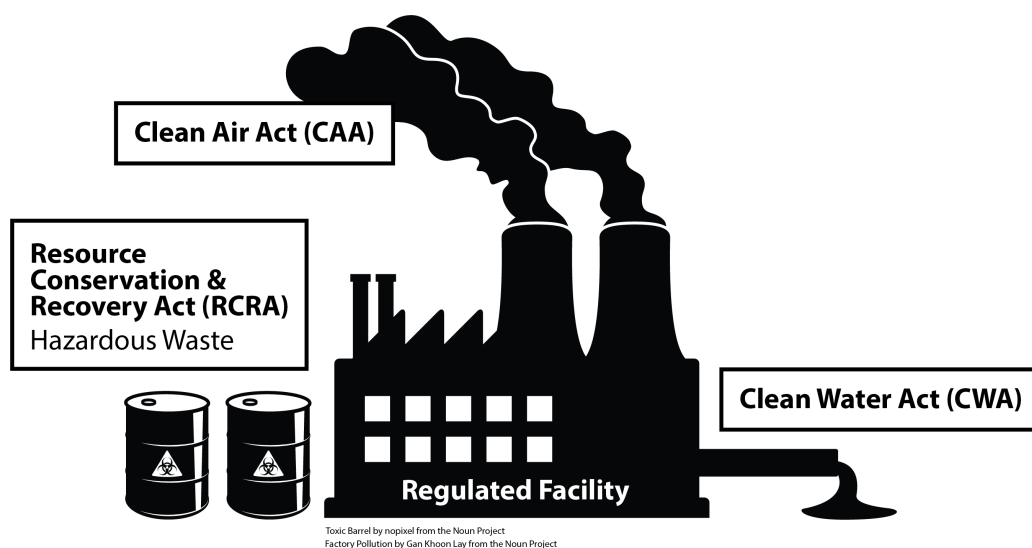 Clean Air Act (CAA)
Resource
Conservation &
Recovery Act (RCRA)
Hazardous Waste
Clean Water Act (CWA)
Regulated Facility
Toxic Barrel by nopixel from the Noun Project
Factory Pollution by Gan Khoon Lay from the Noun Project